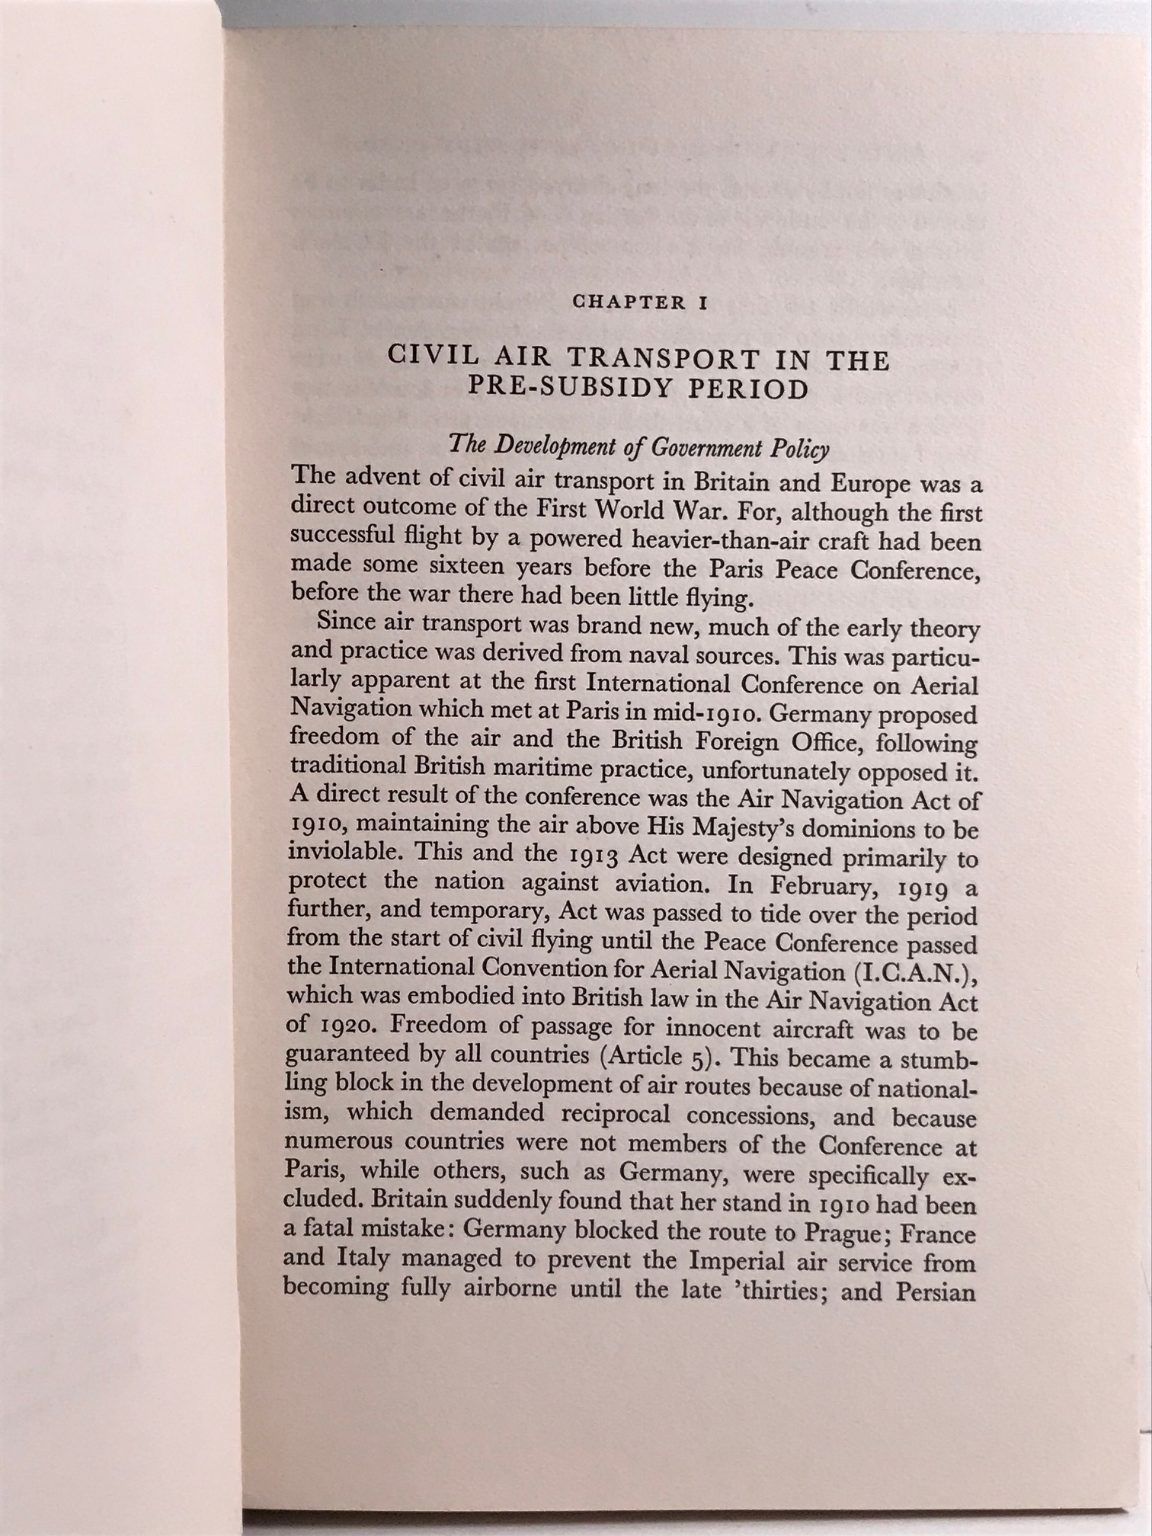 CHAPTER I
CIVIL AIR TRANSPORT IN THE
PRE-SUBSIDY PERIOD
The Development of Government Policy
The advent of civil air transport in Britain and Europe was a
direct outcome of the First World War. For, although the first
successful flight by a powered heavier-than-air craft had been
made some sixteen years before the Paris Peace Conference,
before the war there had been little flying.
Since air transport was brand new, much of the early theory
and practice was derived from naval sources. This was particu-
larly apparent at the first International Conference on Aerial
Navigation which met at Paris in mid-1910. Germany proposed
freedom of the air and the British Foreign Office, following
traditional British maritime practice, unfortunately opposed it.
A direct result of the conference was the Air Navigation Act of
1910, maintaining the air above His Majesty's dominions to be
inviolable. This and the 1913 Act were designed primarily to
protect the nation against aviation. In February, 1919 a
further, and temporary, Act was passed to tide over the period
from the start of civil flying until the Peace Conference passed
the International Convention for Aerial Navigation (I.C.A.N.),
which was embodied into British law in the Air Navigation Act
of 1920. Freedom of passage for innocent aircraft was to be
guaranteed by all countries (Article 5). This became a stumb-
ling block in the development of air routes because of national-
ism, which demanded reciprocal concessions, and because
numerous countries were not members of the Conference at
Paris, while others, such as Germany, were specifically ex-
cluded. Britain suddenly found that her stand in 1910 had been
a fatal mistake: Germany blocked the route to Prague; France
and Italy managed to prevent the Imperial air service from
becoming fully airborne until the late 'thirties; and Persian